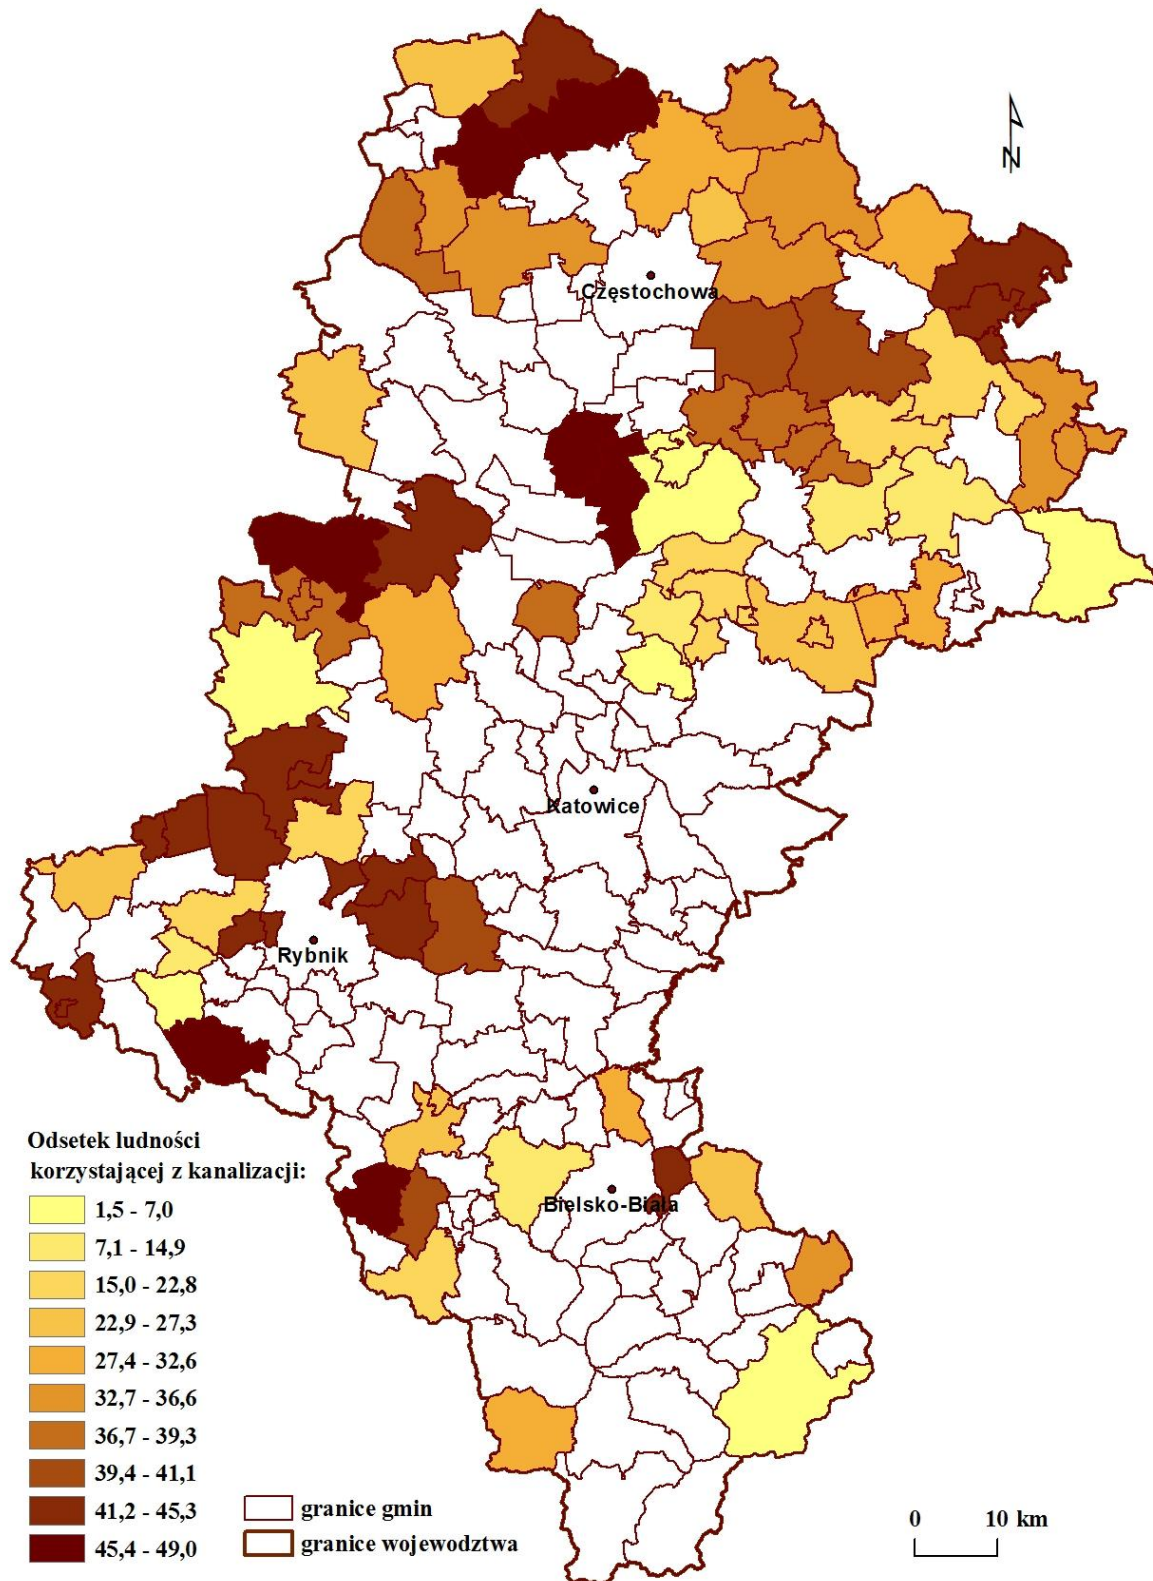 N
Częstochowa
Katowice
Rybnik
Bielsko-Biała
Odsetek ludności
korzystającej z kanalizacji:
1,5 - 7,0
7,1 - 14,9
15,0 - 22,8
22,9 - 27,3
27,4 - 32,6
32,7 - 36,6
36,7 - 39,3
39,4 - 41,1
41,2 - 45,3
45,4 - 49,0
granice gmin
granice wojewodztwa
0 10 km